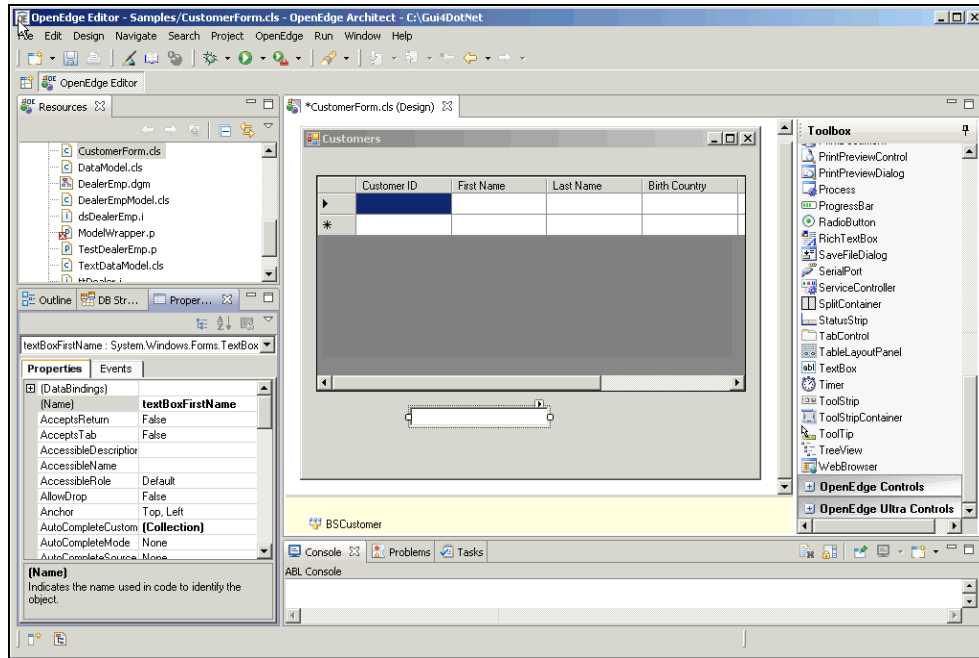 OpenEdge Editor - Samples/CustomerForm.cls - OpenEdge Architect - C:\Gui4DotNet
Edit Design Navigate Search Project OpenEdge Run Window Help
OpenEdge Editor
Resources
CustomerForm.cls
DataModel.cls
DealerEmp.dgm
DealerEmpModel.cls
dsDealerEmp.i
ModelWrapper.p
TestDealerEmp.p
TextDataModel.cls
Outline DB Str... Proper...
textBoxFirstName : System.Windows.Forms.TextBox
Properties Events
(DataBindings)
(Name) textBoxFirstName
AcceptsReturn False
AcceptsTab False
AccessibleDescription
AccessibleName
AccessibleRole Default
AllowDrop False
Anchor Top, Left
AutoCompleteCustom (Collection)
AutoCompleteMode None
AutoCompleteSource None
(Name)
Indicates the name used in code to identify the
object.
*CustomerForm.cls (Design)
Customers
Customer ID First Name Last Name Birth Country
BSCustomer
Console Problems Tasks
ABL Console
Toolbox
PrintPreviewControl
PrintPreviewDialog
Process
ProgressBar
RadioButton
RichTextBox
SaveFileDialog
SerialPort
ServiceController
SplitContainer
StatusStrip
TabControl
TableLayoutPanel
TextBox
Timer
ToolStrip
ToolStripContainer
ToolTip
TreeView
WebBrowser
OpenEdge Controls
OpenEdge Ultra Controls